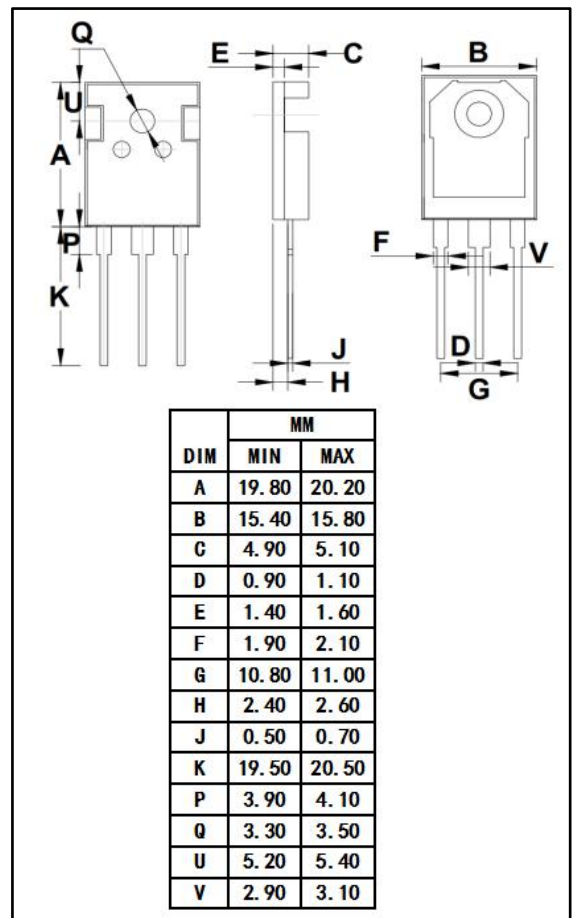 Q
E C B
U
A
P
K
F V
J
H
D
G
MM
DIM MIN MAX
A 19.80 20.20
B 15.40 15.80
C 4.90 5.10
D 0.90 1.10
E 1.40 1.60
F 1.90 2.10
G 10.80 11.00
H 2.40 2.60
J 0.50 0.70
K 19.50 20.50
P 3.90 4.10
Q 3.30 3.50
U 5.20 5.40
V 2.90 3.10